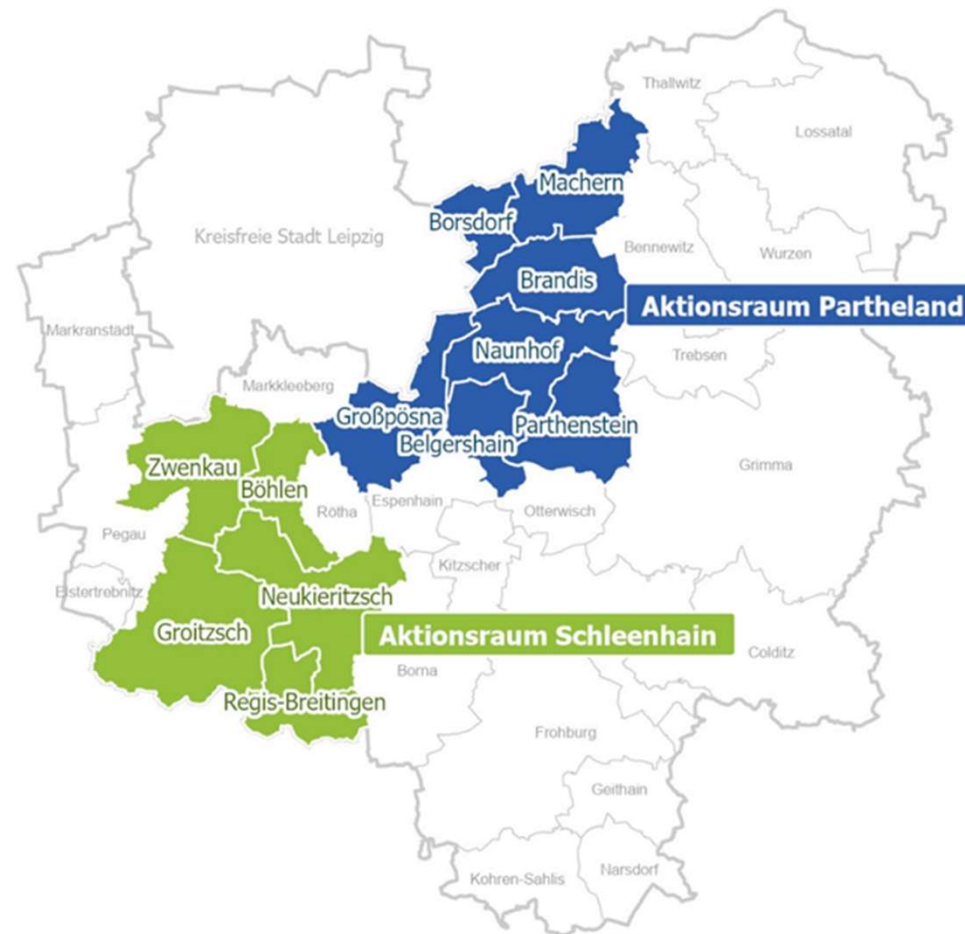 Thallwitz
Lossatal
Machern
Borsdorf
Kreisfreie Stadt Leipzig
Bennewitz
Wurzen
Brandis
Aktionsraum Partheland
Markranstädt
Naunhof
Trebsen
Markkleeberg
Großpösna
Parthenstein
Belgershain
Zwenkau
Grimma
Böhlen
Espenhain
Rötha
Otterwisch
Pegau
Kitzscher
Elstertrebnitz
Neukieritzsch
Groitzsch
Aktionsraum Schleenhain
Colditz
Borna
Regis-Breitingen
Frohburg
Geithain
Kohren-Sahlis
Narsdorf